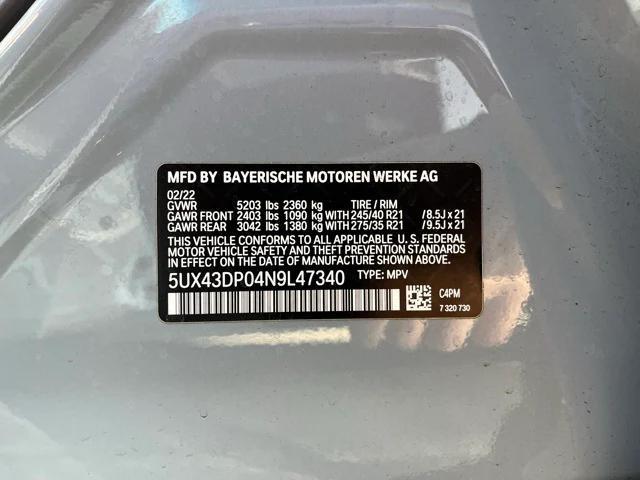 MFD BY BAYERISCHE MOTOREN WERKE AG
02/22
GVWR 5203 lbs 2360 kg TIRE / RIM
GAWR FRONT 2403 lbs 1090 kg WITH 245/40 R21 /8.5J x 21
GAWR REAR 3042 lbs 1380 kg WITH 275/35 R21 /9.5J x 21
THIS VEHICLE CONFORMS TO ALL APPLICABLE U. S. FEDERAL
MOTOR VEHICLE SAFETY AND THEFT PREVENTION STANDARDS
IN EFFECT ON THE DATE OF MANUFACTURE SHOWN ABOVE.
5UX43DP04N9L47340 TYPE: MPV
C4PM
7 320 730